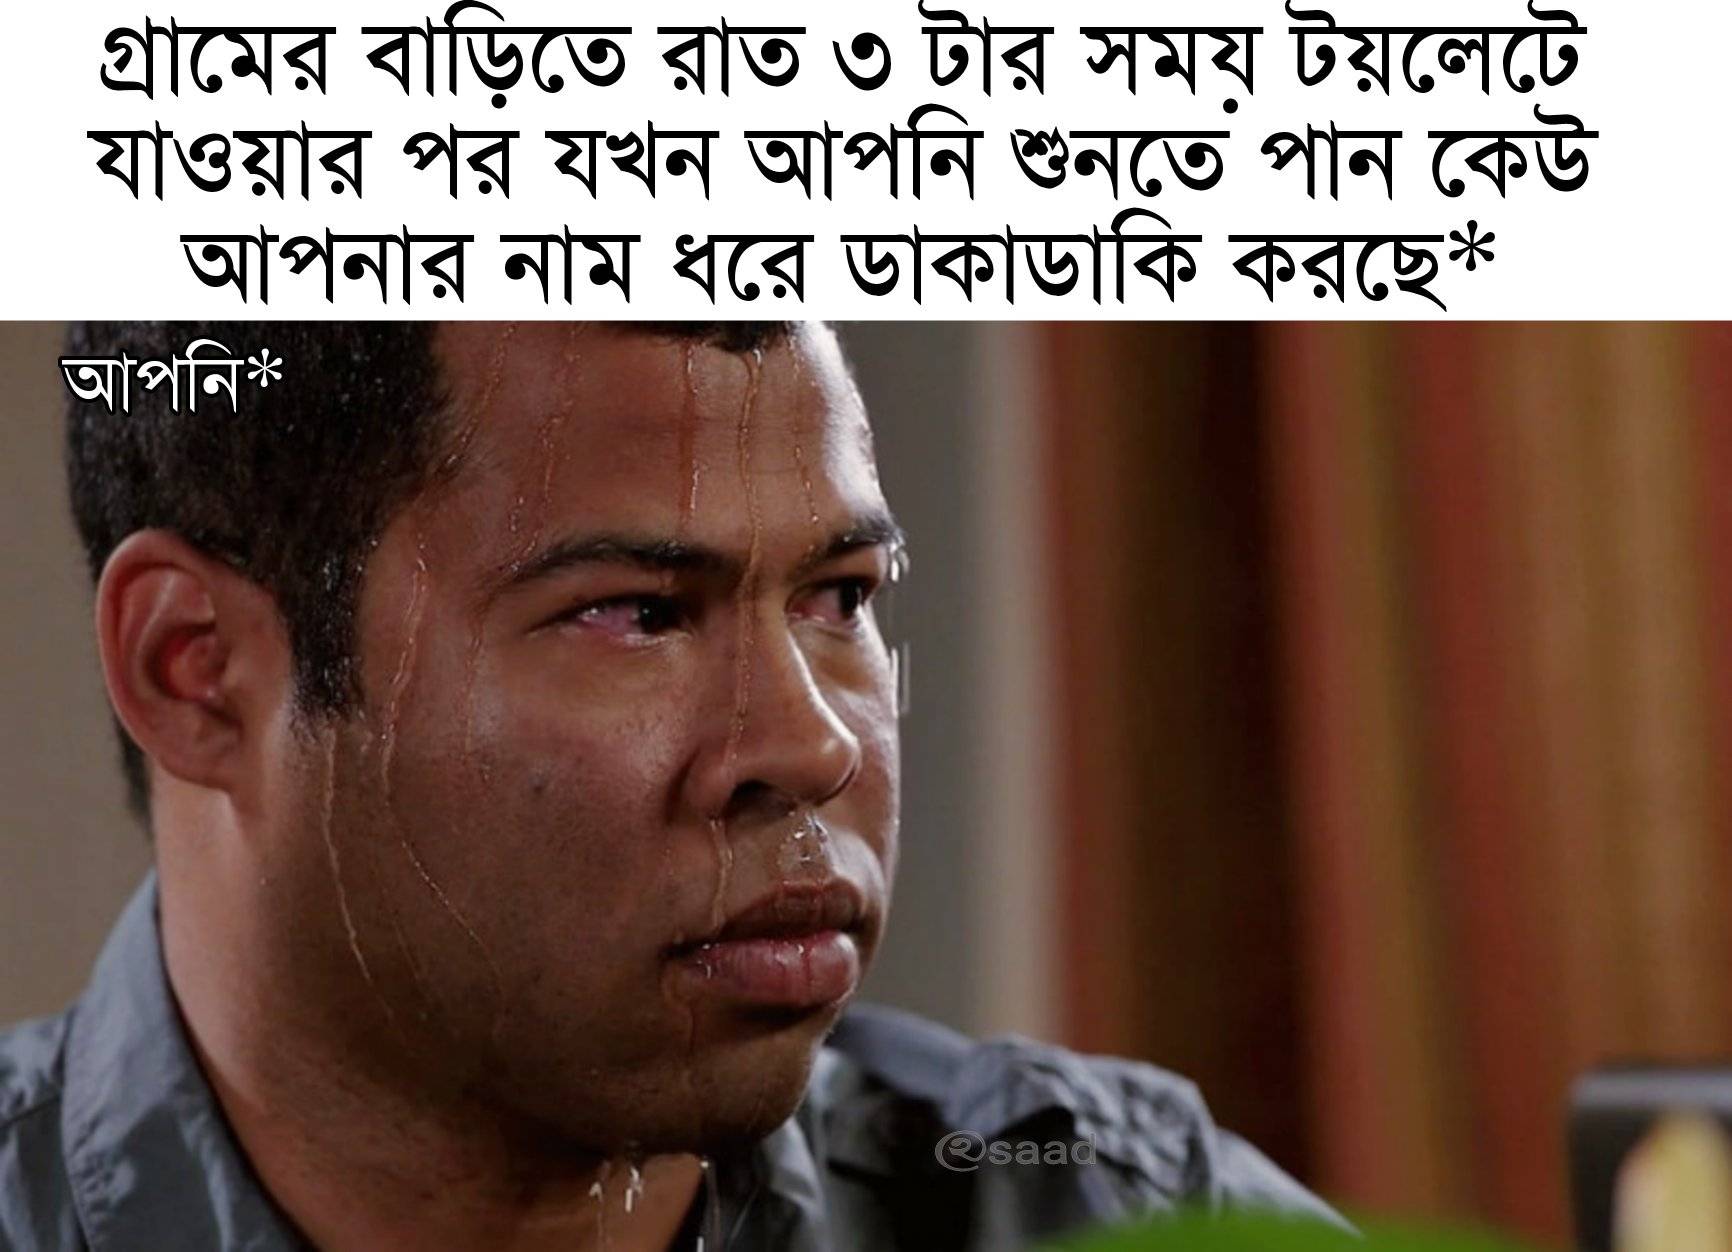 গ্রামের বাড়িতে রাত ৩ টার সময় টয়লেটে
যাওয়ার পর যখন আপনি শুনতে পান কেউ
আপনার নাম ধরে ডাকাডাকি করছে*
আপনি*
saad